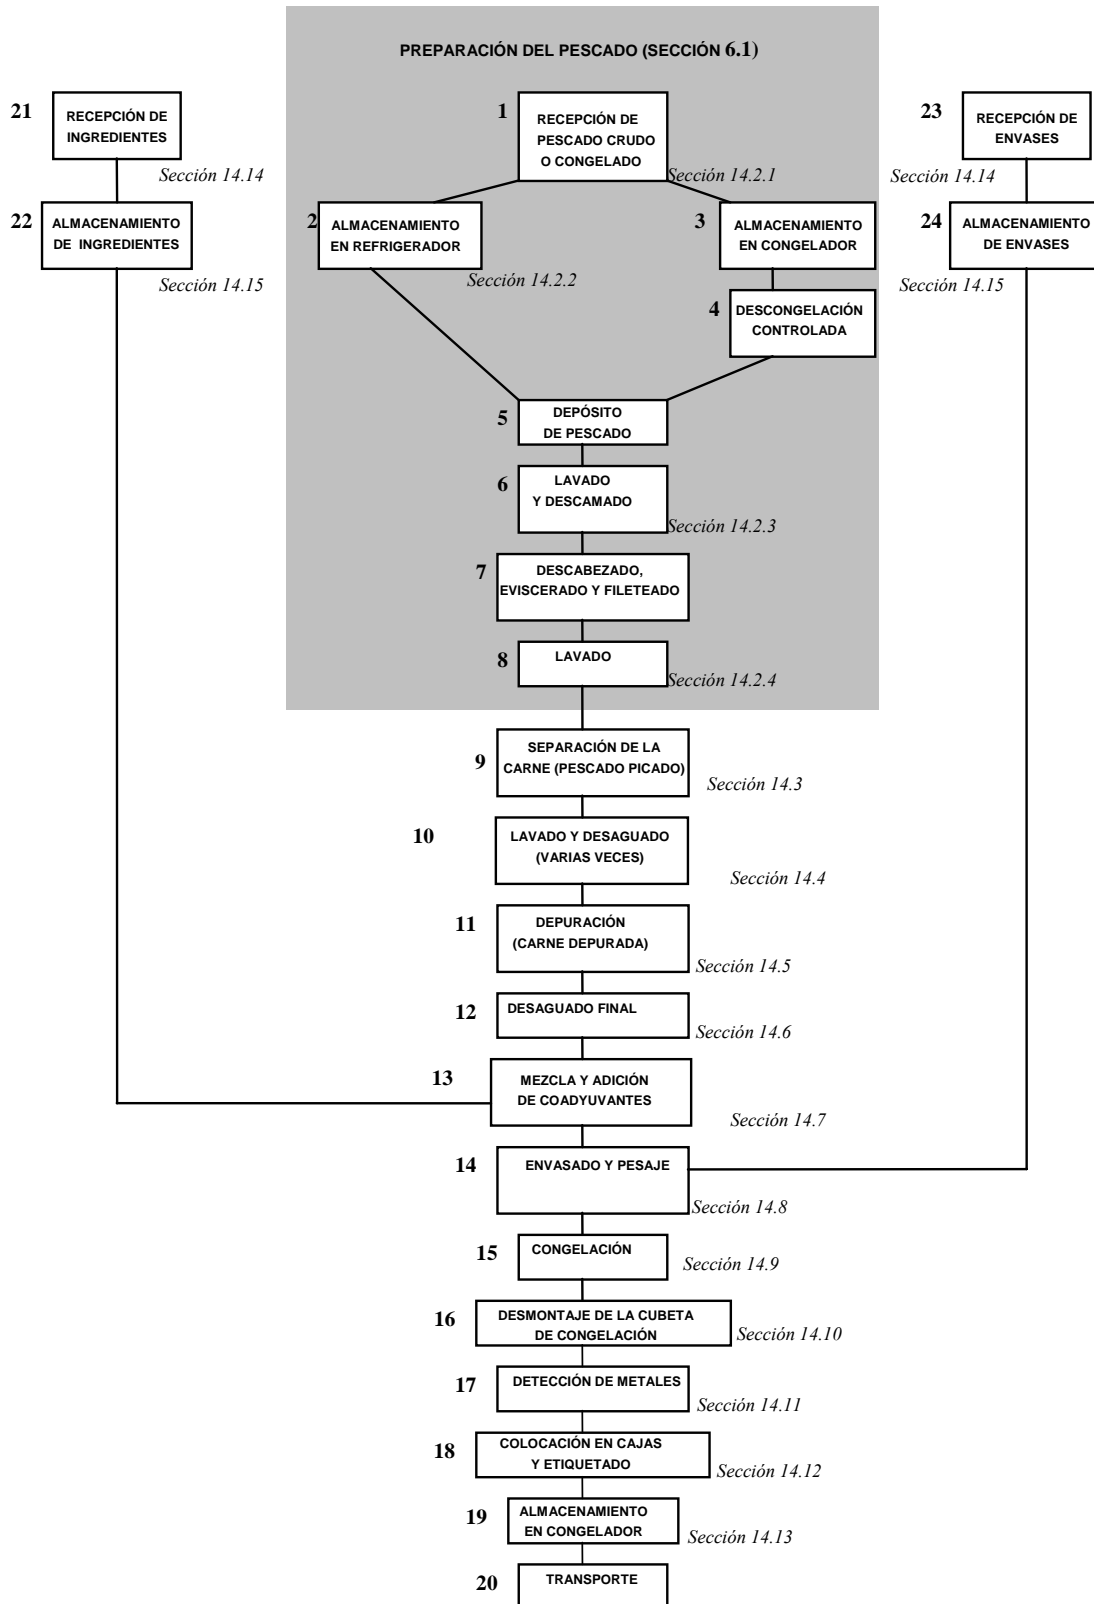 PREPARACIÓN DEL PESCADO (SECCIÓN 6.1)
21
RECEPCIÓN DE
INGREDIENTES
Sección 14.14
1
RECEPCIÓN DE
PESCADO CRUDO
O CONGELADO
Sección 14.2.1
23
RECEPCIÓN DE
ENVASES
Sección 14.14
22
ALMACENAMIENTO
DE INGREDIENTES
Sección 14.15
2
ALMACENAMIENTO
EN REFRIGERADOR
Sección 14.2.2
3
ALMACENAMIENTO
EN CONGELADOR
24
ALMACENAMIENTO
DE ENVASES
Sección 14.15
4
DESCONGELACIÓN
CONTROLADA
5
DEPÓSITO
DE PESCADO
6
LAVADO
Y DESCAMADO
Sección 14.2.3
7
DESCABEZADO,
EVISCERADO Y FILETEADO
8
LAVADO
Sección 14.2.4
9
SEPARACIÓN DE LA
CARNE (PESCADO PICADO)
Sección 14.3
10
LAVADO Y DESAGUADO
(VARIAS VECES)
Sección 14.4
11
DEPURACIÓN
(CARNE DEPURADA)
Sección 14.5
12
DESAGUADO FINAL
Sección 14.6
13
MEZCLA Y ADICIÓN
DE COADYUVANTES
Sección 14.7
14
ENVASADO Y PESAJE
Sección 14.8
15
CONGELACIÓN
Sección 14.9
16
DESMONTAJE DE LA CUBETA
DE CONGELACIÓN
Sección 14.10
17
DETECCIÓN DE METALES
Sección 14.11
18
COLOCACIÓN EN CAJAS
Y ETIQUETADO
Sección 14.12
19
ALMACENAMIENTO
EN CONGELADOR
Sección 14.13
20
TRANSPORTE